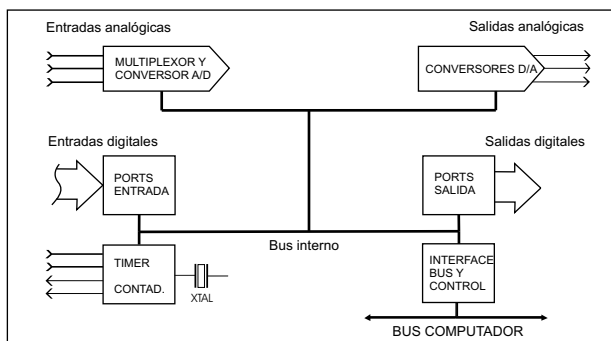 Entradas analógicas
Salidas analógicas
MULTIPLEXOR Y
CONVERSOR A/D
CONVERSORES D/A
Entradas digitales
Salidas digitales
PORTS
ENTRADA
PORTS
SALIDA
Bus interno
TIMER
CONTAD.
XTAL
INTERFACE
BUS Y
CONTROL
BUS COMPUTADOR